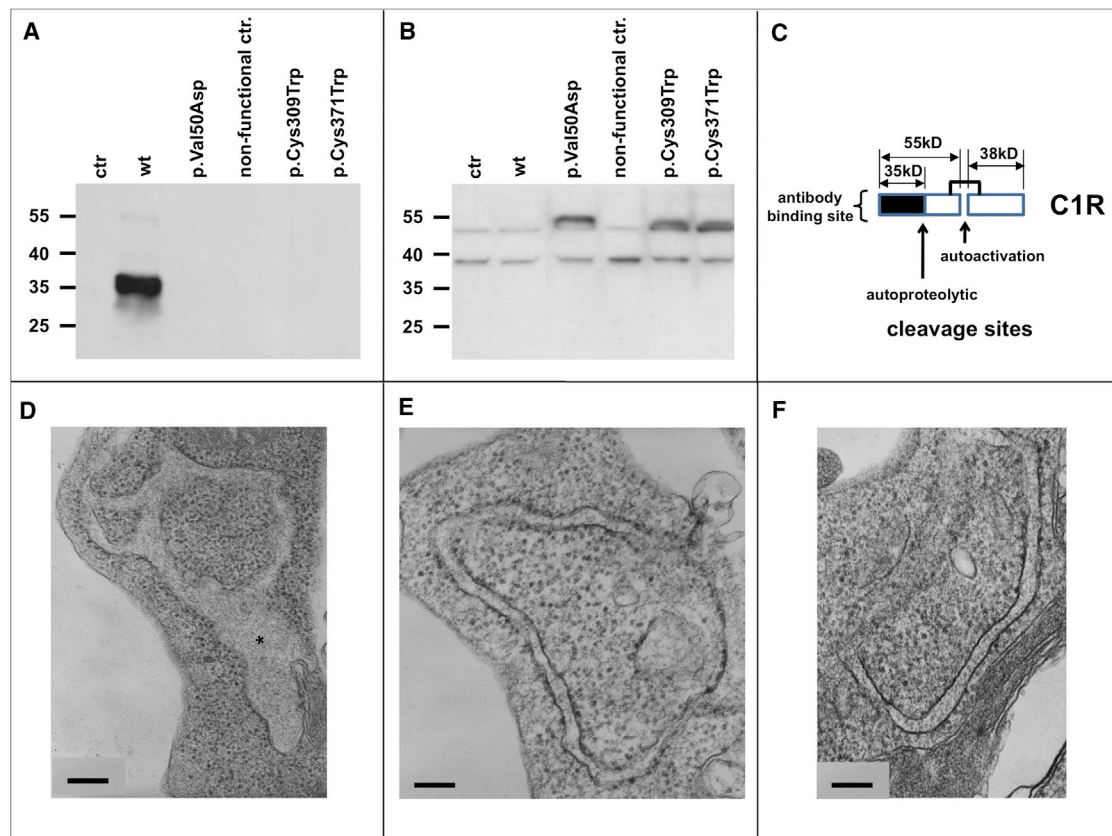 A
ctr
wt
p.Val50Asp
non-functional ctr.
p.Cys309Trp
p.Cys371Trp
55
40
35
25
B
ctr
wt
p.Val50Asp
non-functional ctr.
p.Cys309Trp
p.Cys371Trp
55
40
35
25
C
55kD
38kD
35kD
antibody
binding site
C1R
autoactivation
autoproteolytic
cleavage sites
D
*
E
F